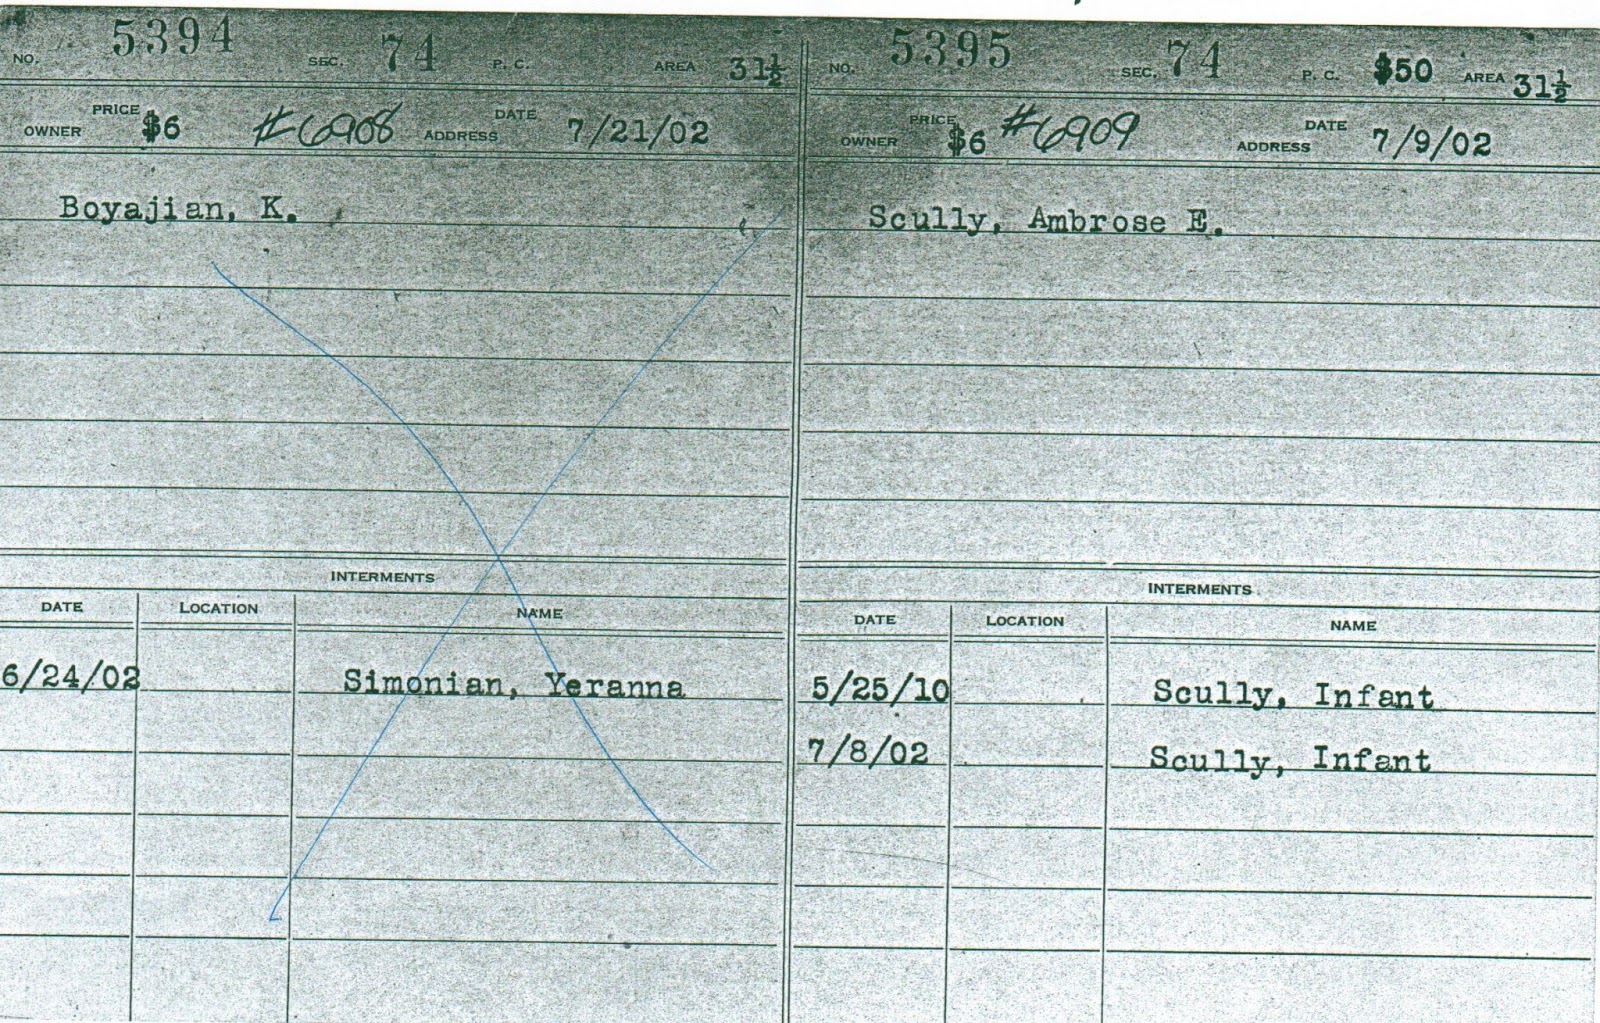 NO. 5394 SEC. 74 P. C. AREA 31½
PRICE $6 #6908 DATE 7/21/02
OWNER ADDRESS
Boyajian, K.
INTERMENTS
DATE LOCATION NAME
6/24/02 Simonian, Yeranna
NO. 5395 SEC. 74 P. C. $50 AREA 31½
PRICE $6 #6909 DATE 7/9/02
OWNER ADDRESS
Scully, Ambrose E.
INTERMENTS
DATE LOCATION NAME
5/25/10 Scully, Infant
7/8/02 Scully, Infant